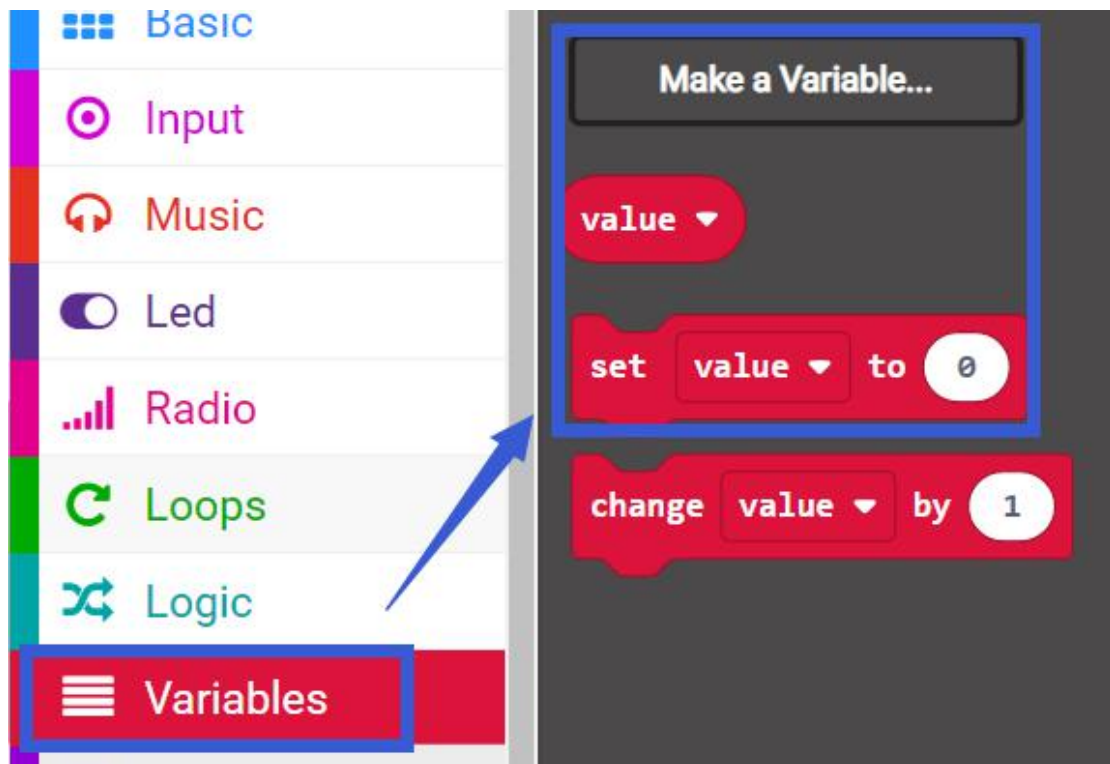 Basic
Input
Music
Led
Radio
Loops
Logic
Variables
Make a Variable...
value
set value to 0
change value by 1